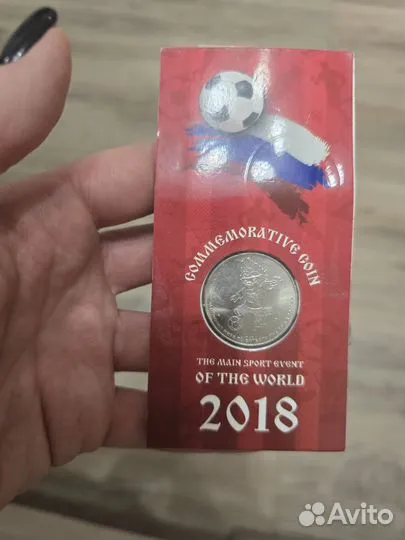 COMMEMORATIVE COIN
THE MAIN SPORT EVENT
OF THE WORLD
2018
Avito